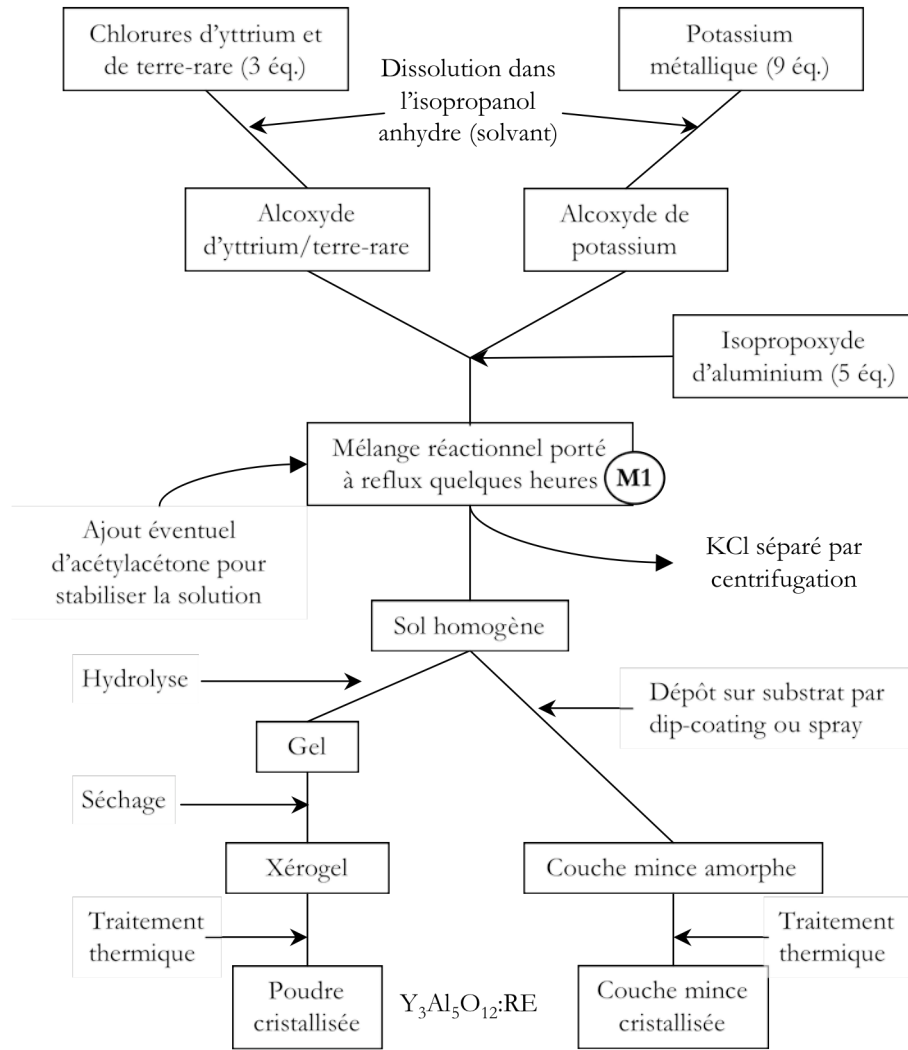 Chlorures d'yttrium et
de terre-rare (3 éq.)
Potassium
métallique (9 éq.)
Dissolution dans
l'isopropanol
anhydre (solvant)
Alcoxyde
d'yttrium/terre-rare
Alcoxyde de
potassium
Isopropoxyde
d'aluminium (5 éq.)
Mélange réactionnel porté
à reflux quelques heures
M1
Ajout éventuel
d'acétylacétone pour
stabiliser la solution
KCl séparé par
centrifugation
Sol homogène
Hydrolyse
Dépôt sur substrat par
dip-coating ou spray
Gel
Séchage
Xérogel
Couche mince amorphe
Traitement
thermique
Traitement
thermique
Poudre
cristallisée
Y₃Al₅O₁₂:RE
Couche mince
cristallisée